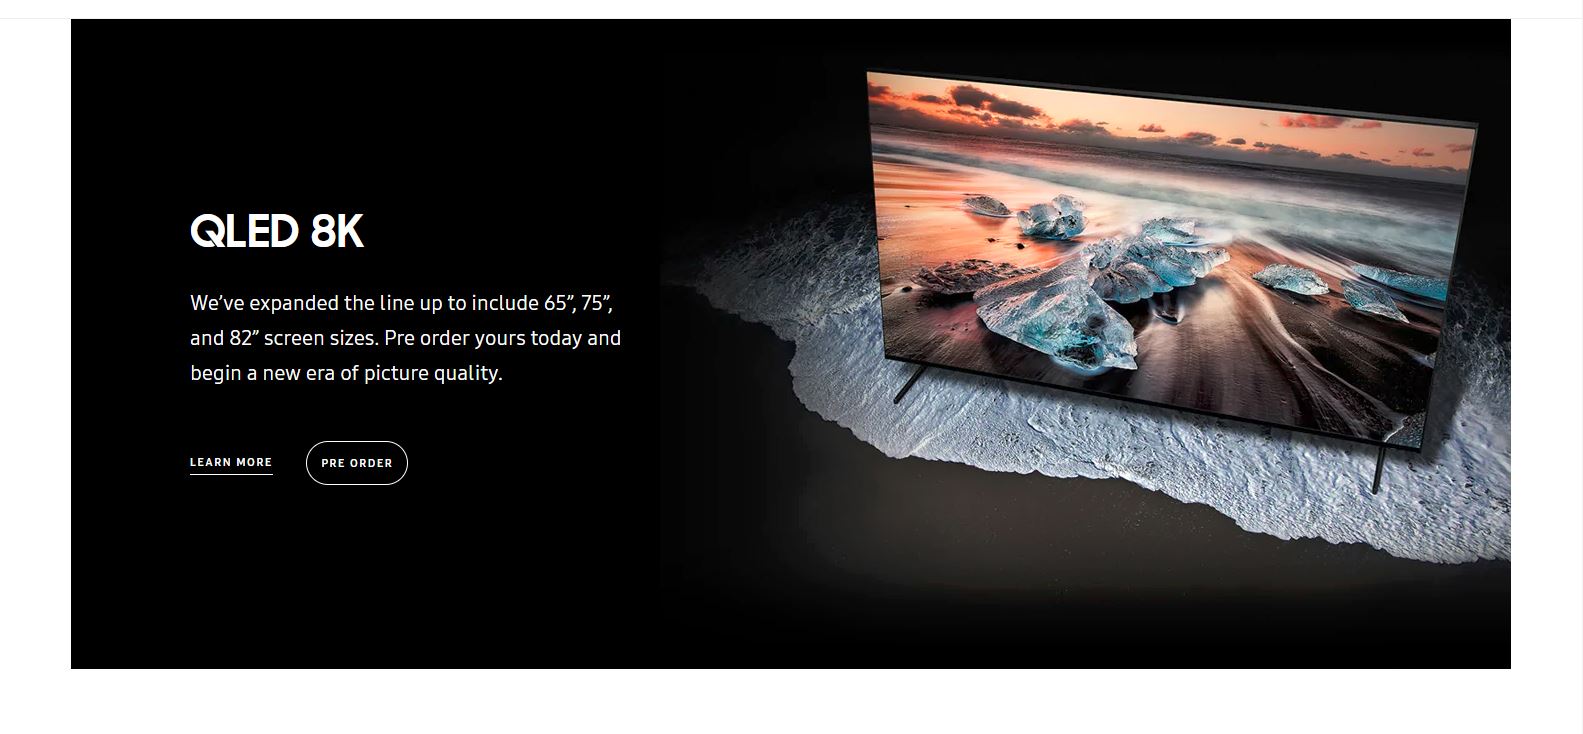 QLED 8K
We’ve expanded the line up to include 65”, 75”,
and 82” screen sizes. Pre order yours today and
begin a new era of picture quality.
LEARN MORE
PRE ORDER